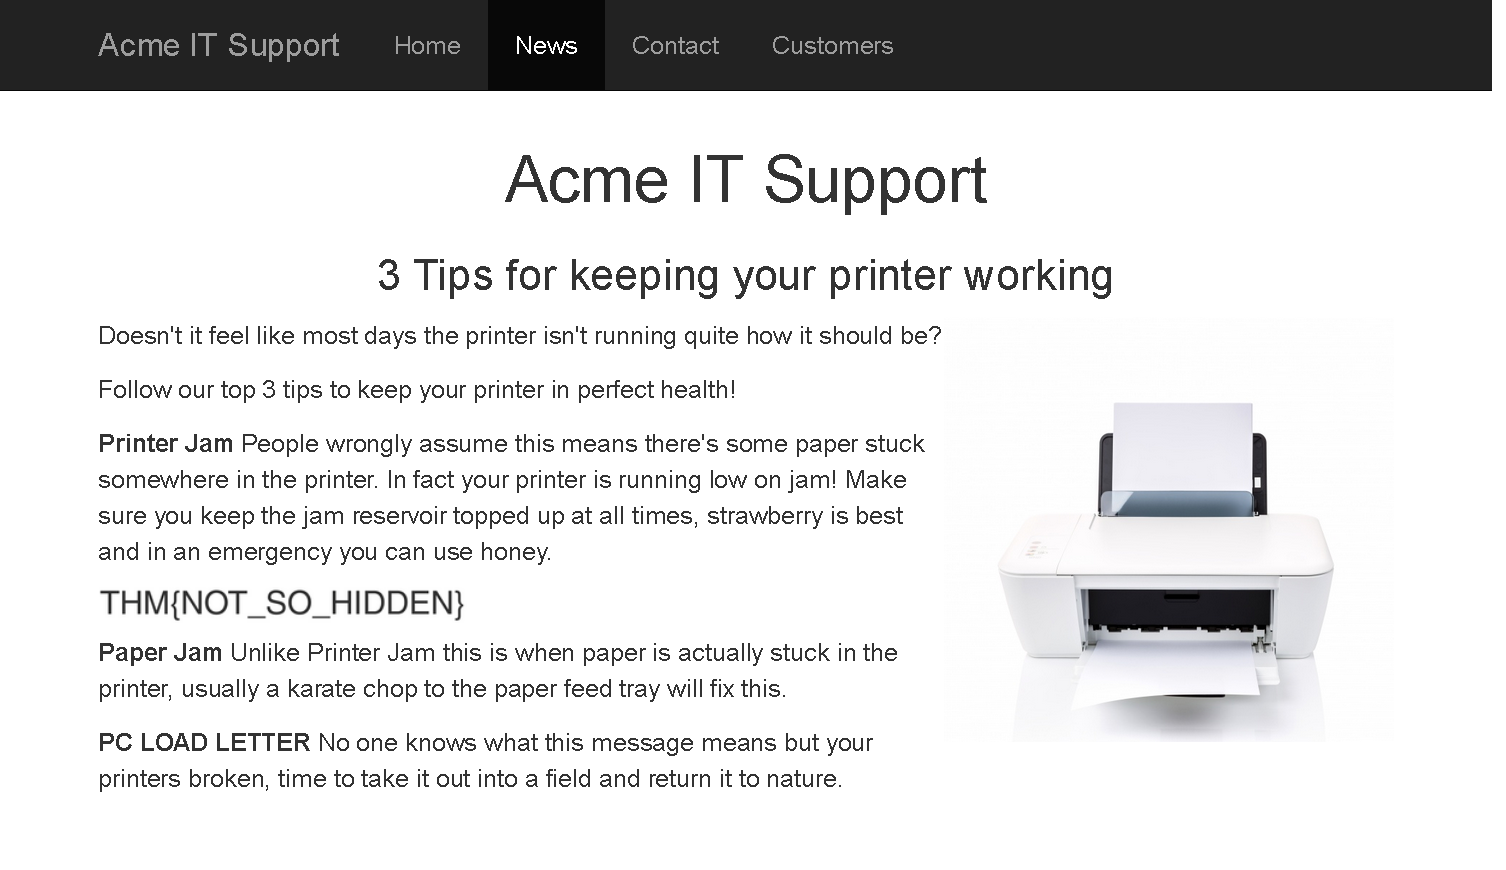 Acme IT Support Home News Contact Customers
Acme IT Support
3 Tips for keeping your printer working
Doesn't it feel like most days the printer isn't running quite how it should be?
Follow our top 3 tips to keep your printer in perfect health!
Printer Jam People wrongly assume this means there's some paper stuck
somewhere in the printer. In fact your printer is running low on jam! Make
sure you keep the jam reservoir topped up at all times, strawberry is best
and in an emergency you can use honey.
THM{NOT_SO_HIDDEN}
Paper Jam Unlike Printer Jam this is when paper is actually stuck in the
printer, usually a karate chop to the paper feed tray will fix this.
PC LOAD LETTER No one knows what this message means but your
printers broken, time to take it out into a field and return it to nature.